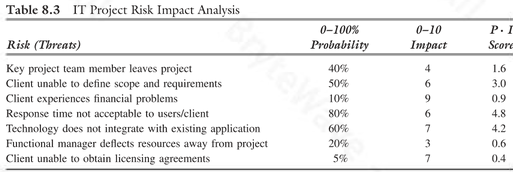 Table 8.3 IT Project Risk Impact Analysis
0–100% 0–10 P · I
Risk (Threats) Probability Impact Score
Key project team member leaves project 40% 4 1.6
Client unable to define scope and requirements 50% 6 3.0
Client experiences financial problems 10% 9 0.9
Response time not acceptable to users/client 80% 6 4.8
Technology does not integrate with existing application 60% 7 4.2
Functional manager deflects resources away from project 20% 3 0.6
Client unable to obtain licensing agreements 5% 7 0.4